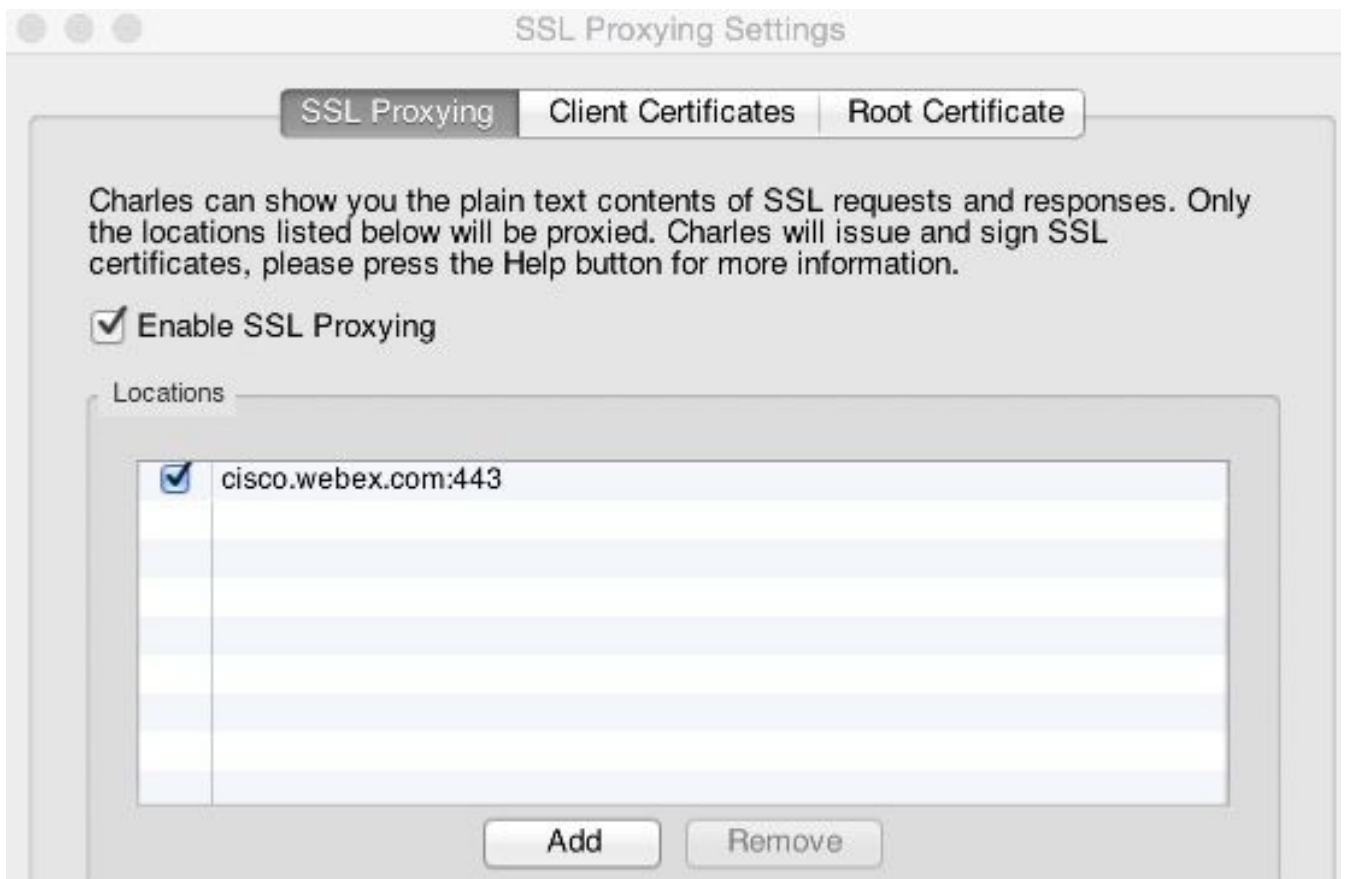 SSL Proxying Settings
SSL Proxying
Client Certificates
Root Certificate
Charles can show you the plain text contents of SSL requests and responses. Only
the locations listed below will be proxied. Charles will issue and sign SSL
certificates, please press the Help button for more information.
Enable SSL Proxying
Locations
cisco.webex.com:443
Add
Remove